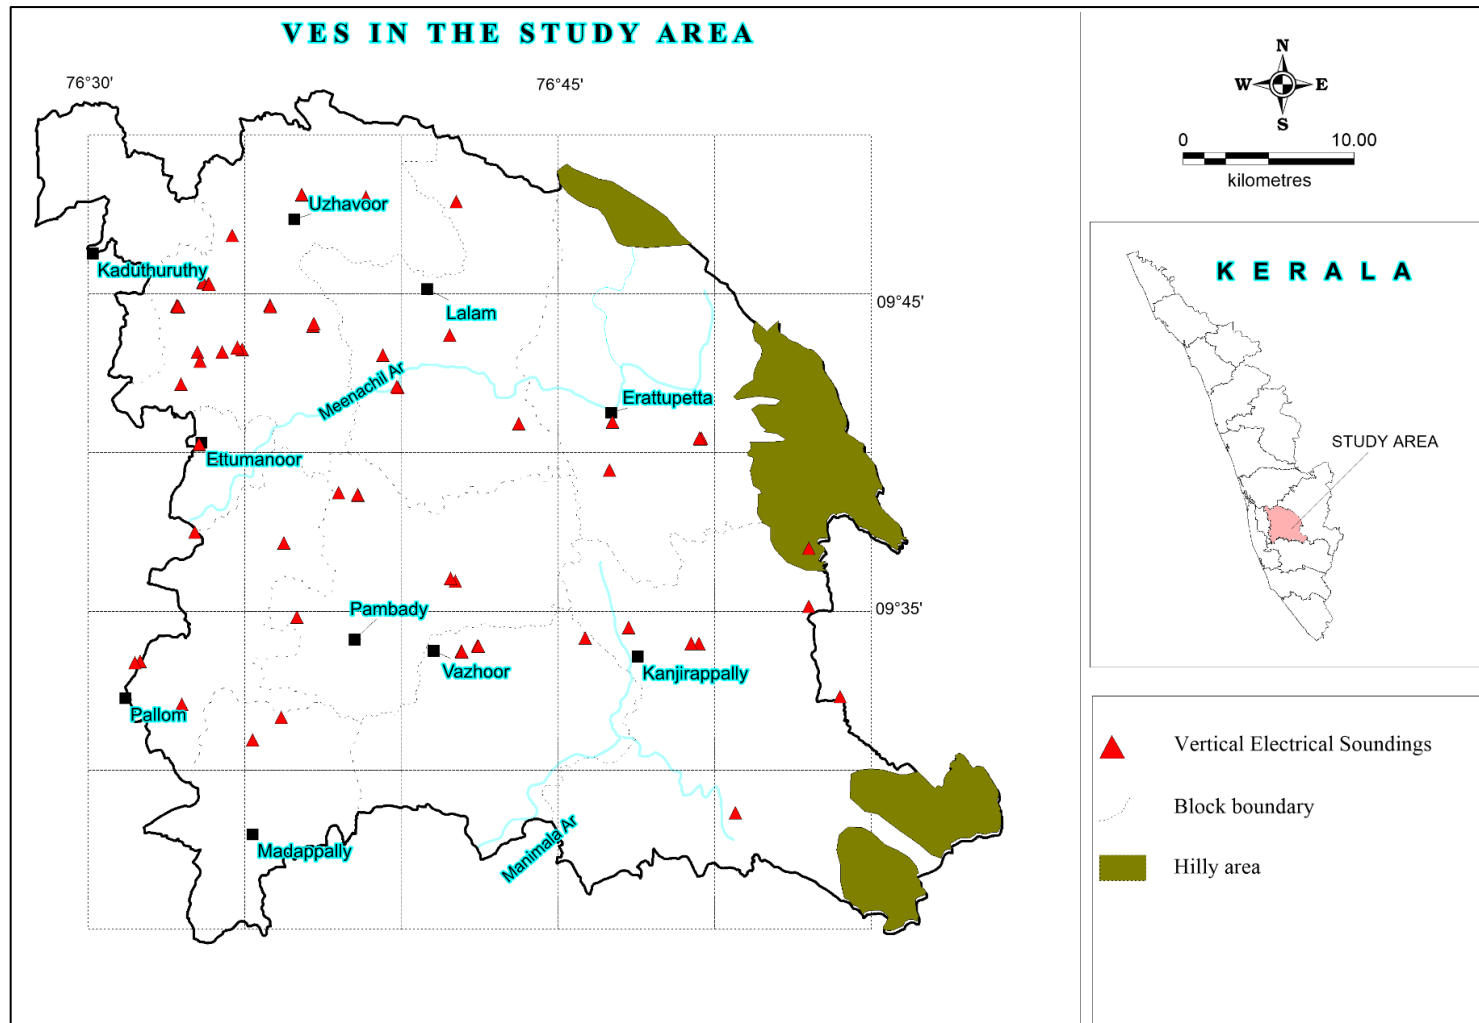 VES IN THE STUDY AREA
76°30'
76°45'
N
W
E
S
0
10.00
kilometres
Uzhavoor
Kaduthuruthy
09°45'
Lalam
Meenachil Ar
Erattupetta
Ettumanoor
KERALA
STUDY AREA
09°35'
Pambady
Vazhoor
Kanjirappally
Pallom
Madappally
Manimala Ar
Vertical Electrical Soundings
Block boundary
Hilly area